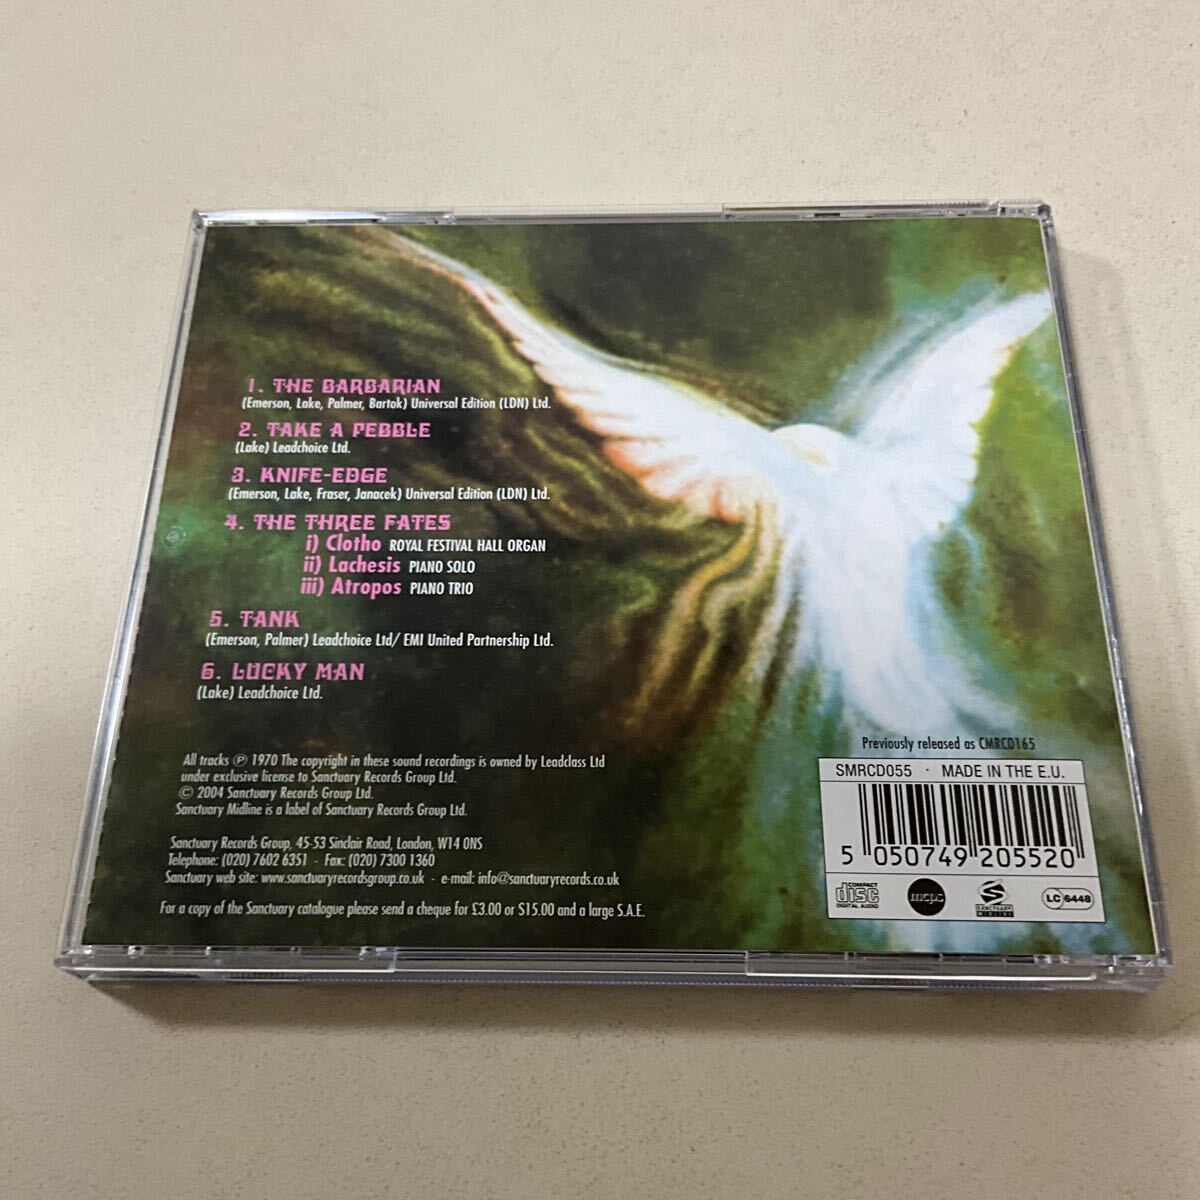 1. THE BARBARIAN
(Emerson, Lake, Palmer, Bartok) Universal Edition (LDN) Ltd.
2. TAKE A PEBBLE
(Lake) Leadchoice Ltd.
3. KNIFE-EDGE
(Emerson, Lake, Fraser, Janacek) Universal Edition (LDN) Ltd.
4. THE THREE FATES
i) Clotho ROYAL FESTIVAL HALL ORGAN
ii) Lachesis PIANO SOLO
iii) Atropos PIANO TRIO
5. TANK
(Emerson, Palmer) Leadchoice Ltd/ EMI United Partnership Ltd.
6. LUCKY MAN
(Lake) Leadchoice Ltd.
All tracks ℗ 1970 The copyright in these sound recordings is owned by Leadclass Ltd
under exclusive license to Sanctuary Records Group Ltd.
© 2004 Sanctuary Records Group Ltd.
Sanctuary Midline is a label of Sanctuary Records Group Ltd.
Sanctuary Records Group, 45-53 Sinclair Road, London, W14 0NS
Telephone: (020) 7602 6351 · Fax: (020) 7300 1360
Sanctuary web site: www.sanctuaryrecordsgroup.co.uk · e-mail: info@sanctuaryrecords.co.uk
For a copy of the Sanctuary catalogue please send a cheque for £3.00 or $15.00 and a large S.A.E.
Previously released as CMRCD165
SMRCD055 · MADE IN THE E.U.
5 050749 205520
COMPACT
disc
DIGITAL AUDIO
mcps
SANCTUARY
MIDLINE
LC 6448